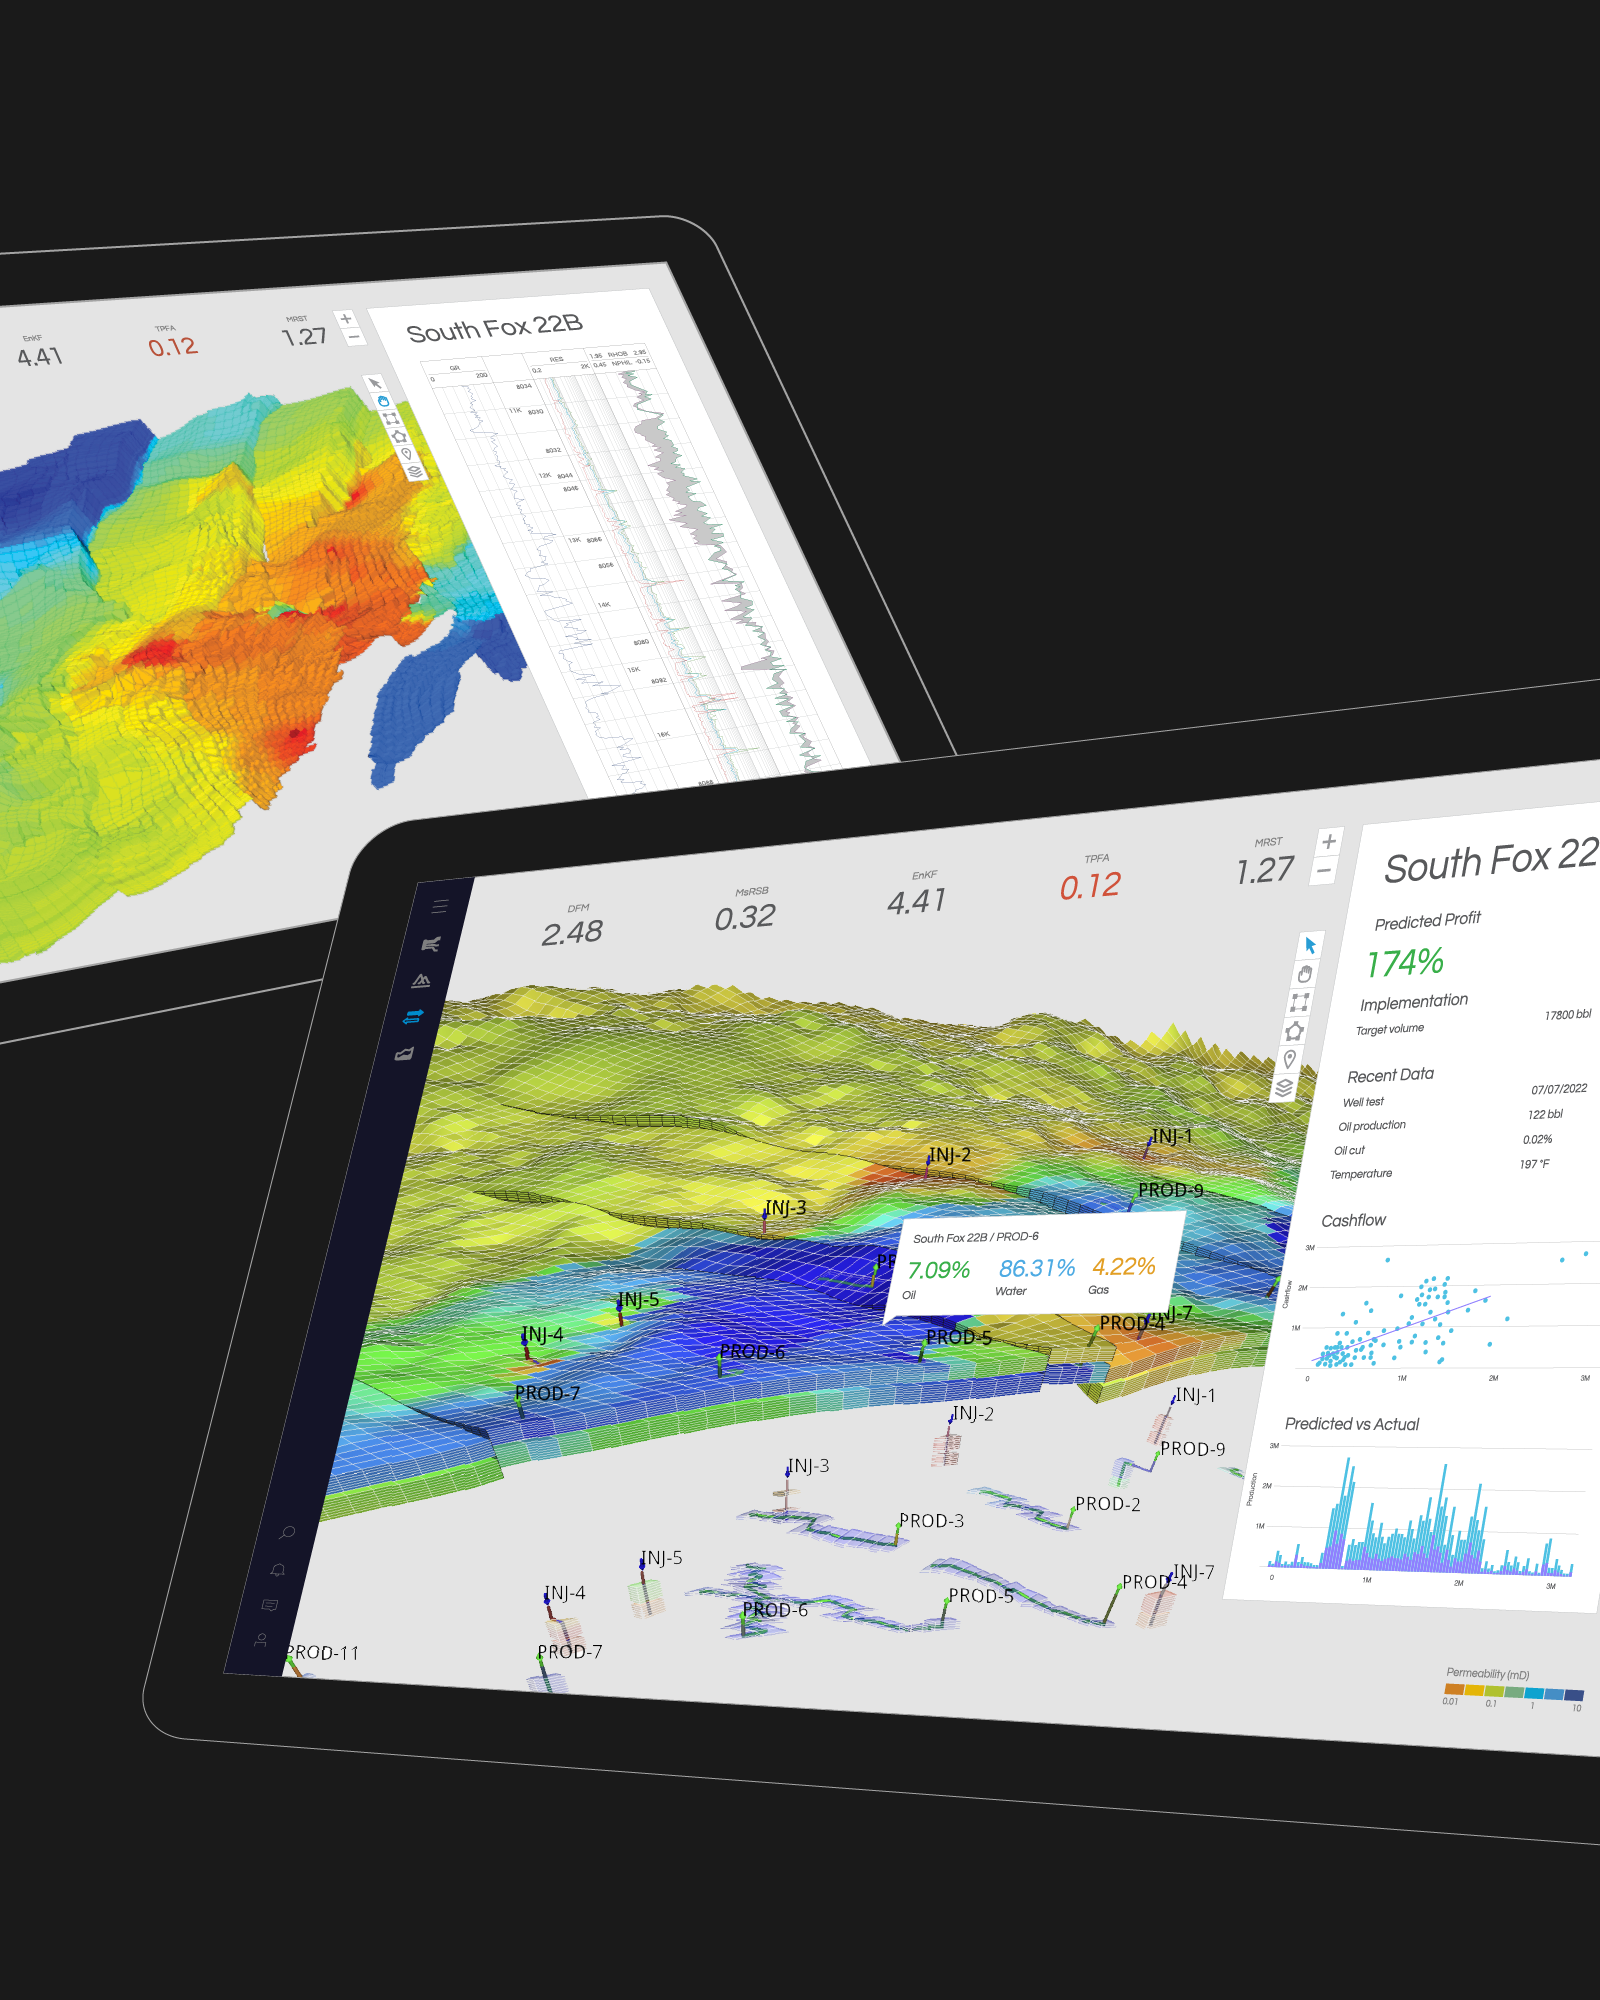 EnKF
4.41
TPFA
0.12
MRST
1.27
+
−
South Fox 22B
GR
0 200
RES
0.2 2K
1.95 RHOB 2.95
0.45 NPHIL -0.15
8034
11K 8030
8032
12K 8044
8046
13K 8066
8056
14K
8080
15K
8092
16K
8088
DFM
2.48
MsRSB
0.32
EnKF
4.41
TPFA
0.12
MRST
1.27
+
−
South Fox 22
Predicted Profit
174%
Implementation
Target volume 17800 bbl
Recent Data
Well test 07/07/2022
Oil production 122 bbl
Oil cut 0.02%
Temperature 197 °F
Cashflow
3M
2M
1M
Cashflow
0 1M 2M 3M
Predicted vs Actual
3M
2M
1M
Production
0 1M 2M 3M
INJ-1
INJ-2
PROD-9
INJ-3
South Fox 22B / PROD-6
7.09% 86.31% 4.22%
Oil Water Gas
INJ-5
INJ-7
PROD-4
INJ-4
PROD-5
PROD-6
PROD-7
INJ-1
INJ-2
PROD-9
INJ-3
PROD-2
PROD-3
INJ-5
INJ-7
PROD-4
INJ-4
PROD-5
PROD-6
PROD-11
PROD-7
Permeability (mD)
0.01 0.1 1 10